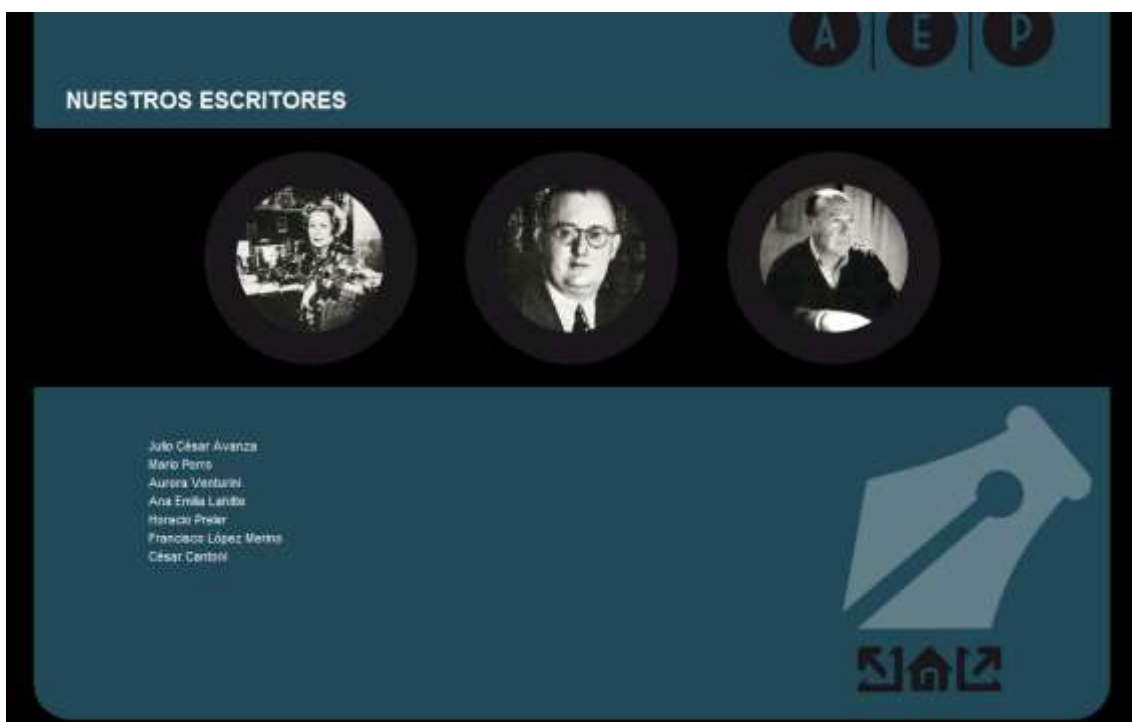 A | E | P
NUESTROS ESCRITORES
Julio César Avanza
Mario Porro
Aurora Venturini
Ana Emilia Lahitte
Horacio Preler
Francisco López Merino
César Cantoni